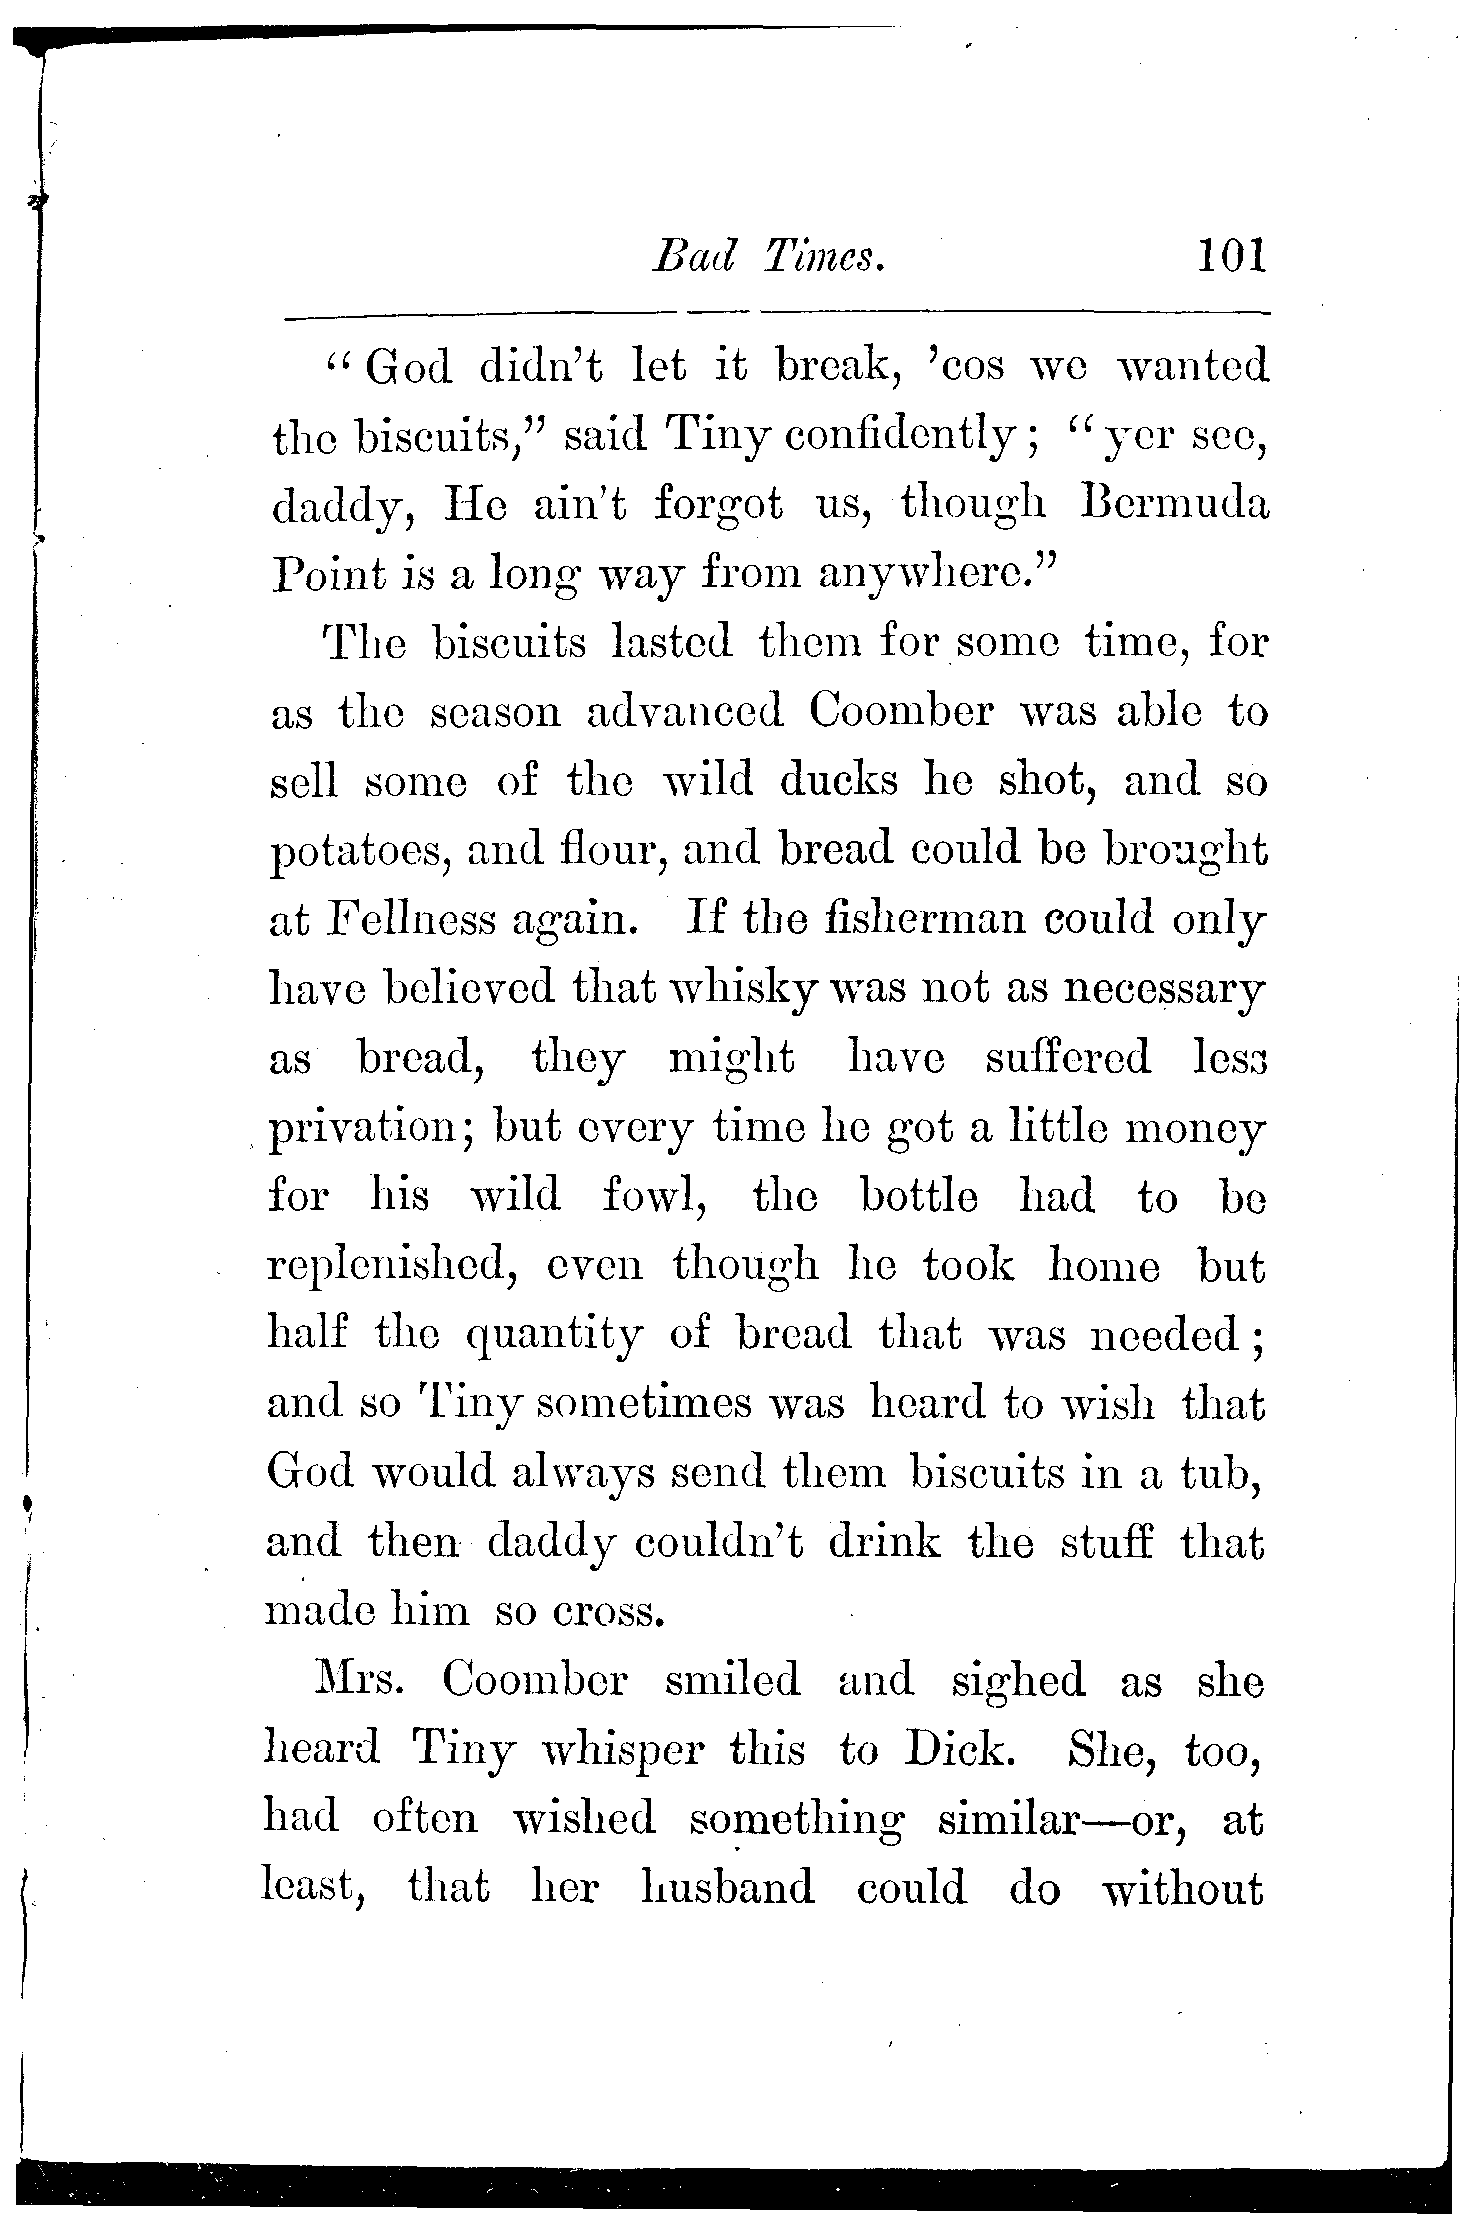 Bad Times. 101
“God didn’t let it break, ’cos we wanted
the biscuits,” said Tiny confidently; “yer see,
daddy, He ain’t forgot us, though Bermuda
Point is a long way from anywhere.”
The biscuits lasted them for some time, for
as the season advanced Coomber was able to
sell some of the wild ducks he shot, and so
potatoes, and flour, and bread could be brought
at Fellness again. If the fisherman could only
have believed that whisky was not as necessary
as bread, they might have suffered less
privation; but every time he got a little money
for his wild fowl, the bottle had to be
replenished, even though he took home but
half the quantity of bread that was needed;
and so Tiny sometimes was heard to wish that
God would always send them biscuits in a tub,
and then daddy couldn’t drink the stuff that
made him so cross.
Mrs. Coomber smiled and sighed as she
heard Tiny whisper this to Dick. She, too,
had often wished something similar—or, at
least, that her husband could do without